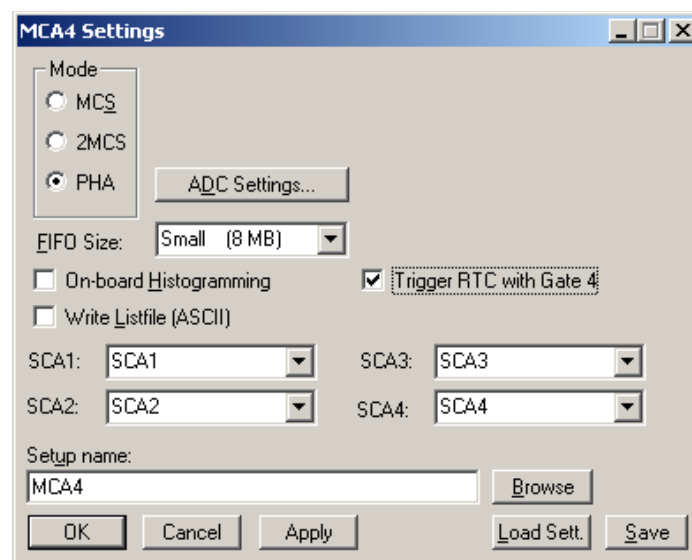 MCA4 Settings
Mode
MCS
2MCS
PHA
ADC Settings...
FIFO Size: Small (8 MB)
On-board Histogramming
Trigger RTC with Gate 4
Write Listfile (ASCII)
SCA1: SCA1
SCA3: SCA3
SCA2: SCA2
SCA4: SCA4
Setup name:
MCA4
Browse
OK
Cancel
Apply
Load Sett.
Save